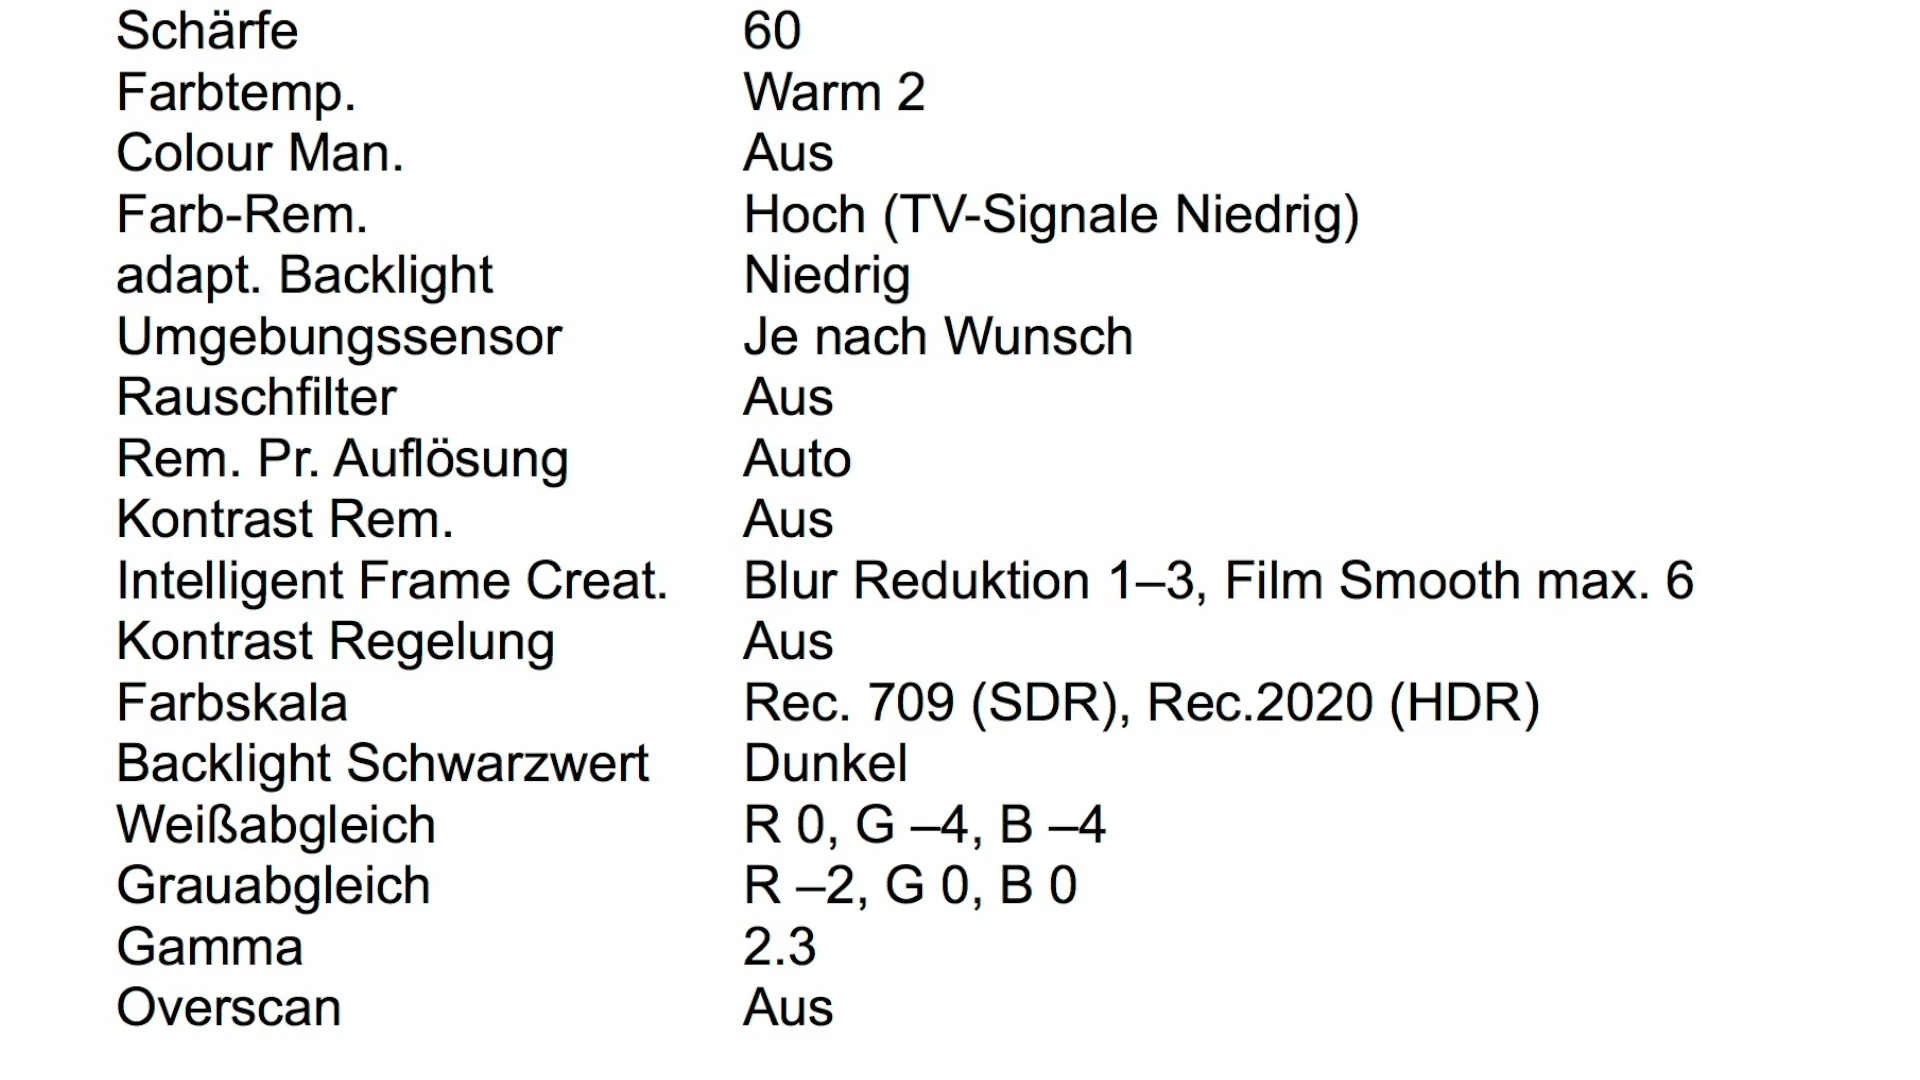 Schärfe 60
Farbtemp. Warm 2
Colour Man. Aus
Farb-Rem. Hoch (TV-Signale Niedrig)
adapt. Backlight Niedrig
Umgebungssensor Je nach Wunsch
Rauschfilter Aus
Rem. Pr. Auflösung Auto
Kontrast Rem. Aus
Intelligent Frame Creat. Blur Reduktion 1–3, Film Smooth max. 6
Kontrast Regelung Aus
Farbskala Rec. 709 (SDR), Rec.2020 (HDR)
Backlight Schwarzwert Dunkel
Weißabgleich R 0, G –4, B –4
Grauabgleich R –2, G 0, B 0
Gamma 2.3
Overscan Aus